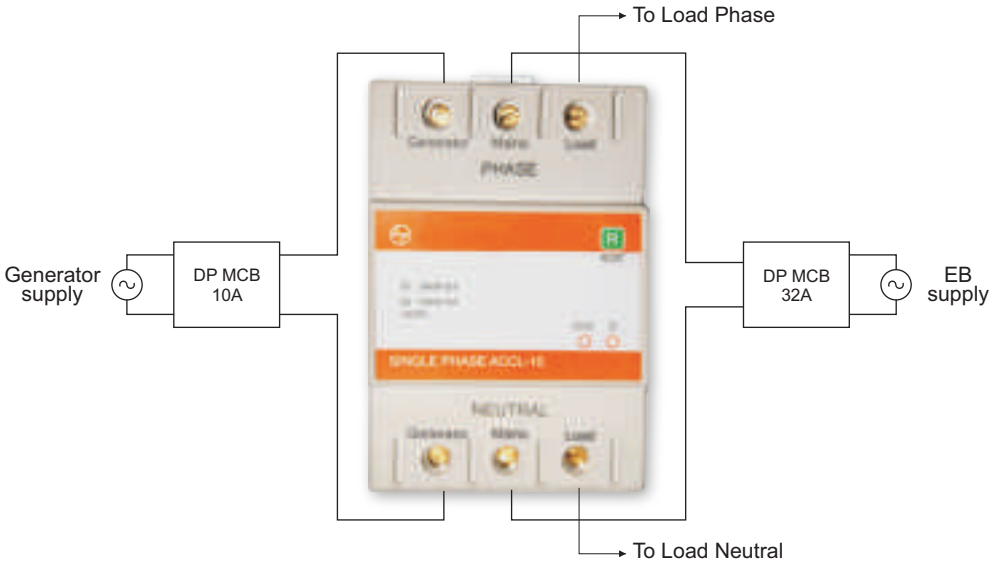 To Load Phase
Generator Mains Load
PHASE
R
Generator
supply
DP MCB
10A
DP MCB
32A
EB
supply
SINGLE PHASE ACCL-
NEUTRAL
Generator Mains Load
To Load Neutral